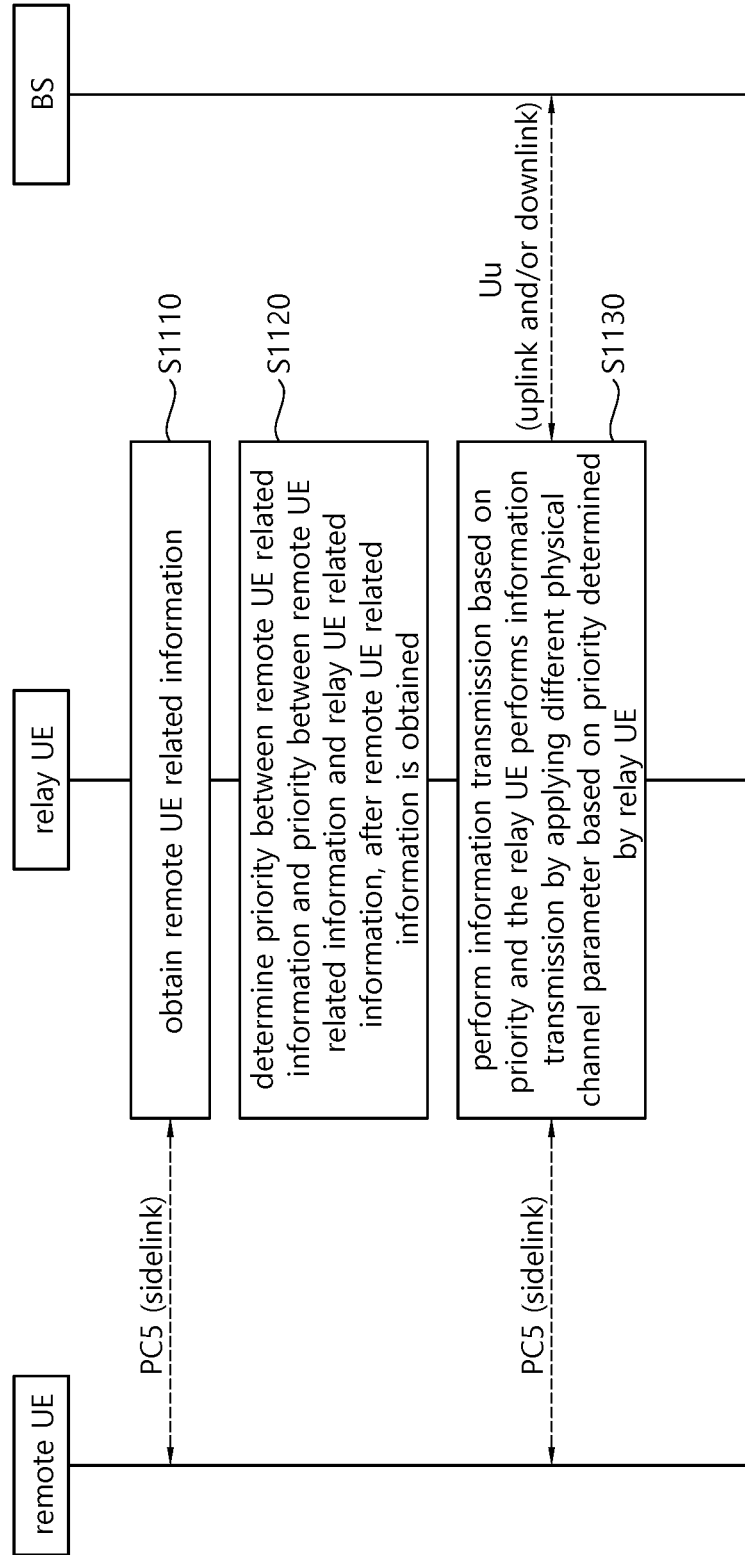 remote UE
relay UE
BS
PC5 (sidelink)
obtain remote UE related information
S1110
determine priority between remote UE related
information and priority between remote UE
related information and relay UE related
information, after remote UE related
information is obtained
S1120
PC5 (sidelink)
perform information transmission based on
priority and the relay UE performs information
transmission by applying different physical
channel parameter based on priority determined
by relay UE
S1130
Uu
(uplink and/or downlink)